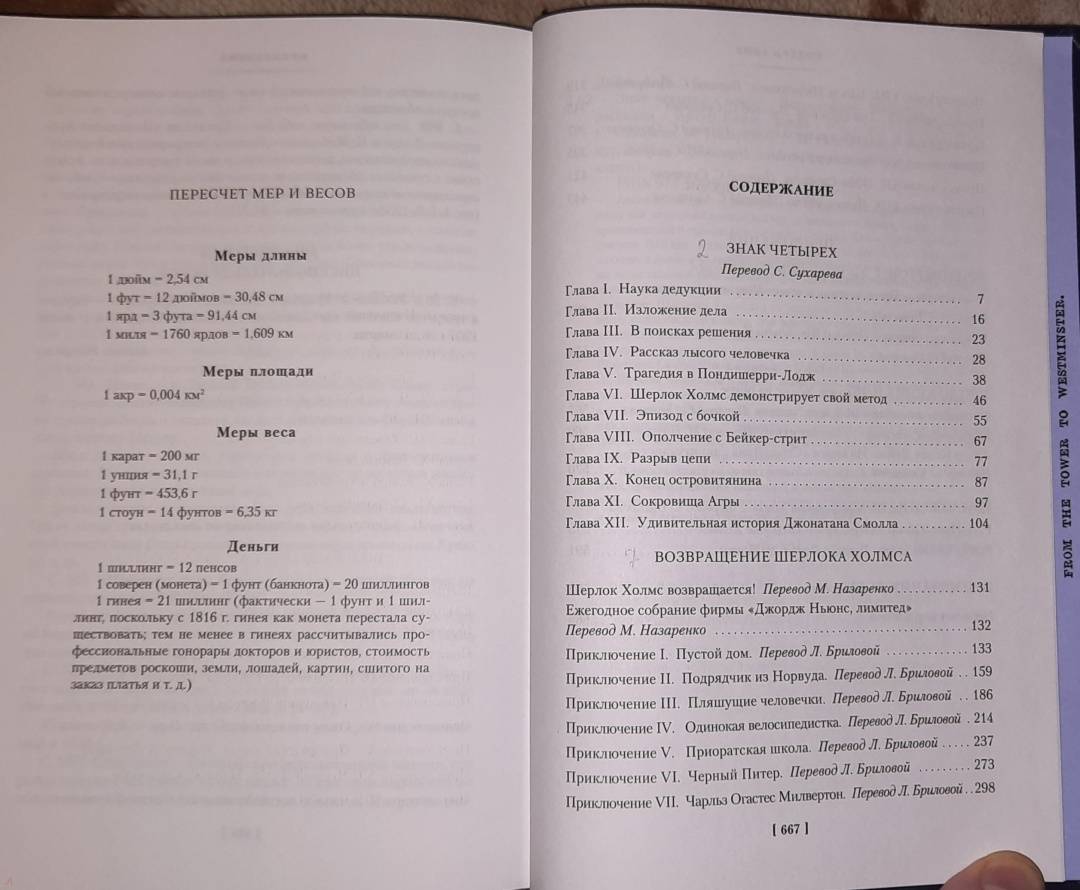 ПЕРЕСЧЕТ МЕР И ВЕСОВ
Меры длины
1 дюйм = 2,54 см
1 фут = 12 дюймов = 30,48 см
1 ярд = 3 фута = 91,44 см
1 миля = 1760 ярдов = 1,609 км
Меры площади
1 акр = 0,004 км²
Меры веса
1 карат = 200 мг
1 унция = 31,1 г
1 фунт = 453,6 г
1 стоун = 14 фунтов = 6,35 кг
Деньги
1 шиллинг = 12 пенсов
1 соверен (монета) = 1 фунт (банкнота) = 20 шиллингов
1 гинея = 21 шиллинг (фактически — 1 фунт и 1 шил-
линг, поскольку с 1816 г. гинея как монета перестала су-
ществовать; тем не менее в гинеях рассчитывались про-
фессиональные гонорары докторов и юристов, стоимость
предметов роскоши, земли, лошадей, картин, сшитого на
заказ платья и т. д.)
СОДЕРЖАНИЕ
2 ЗНАК ЧЕТЫРЕХ
Перевод С. Сухарева
Глава I. Наука дедукции .......... 7
Глава II. Изложение дела .......... 16
Глава III. В поисках решения .......... 23
Глава IV. Рассказ лысого человечка .......... 28
Глава V. Трагедия в Пондишерри-Лодж .......... 38
Глава VI. Шерлок Холмс демонстрирует свой метод .......... 46
Глава VII. Эпизод с бочкой .......... 55
Глава VIII. Ополчение с Бейкер-стрит .......... 67
Глава IX. Разрыв цепи .......... 77
Глава X. Конец островитянина .......... 87
Глава XI. Сокровища Агры .......... 97
Глава XII. Удивительная история Джонатана Смолла .......... 104
ВОЗВРАЩЕНИЕ ШЕРЛОКА ХОЛМСА
Шерлок Холмс возвращается! Перевод М. Назаренко .......... 131
Ежегодное собрание фирмы «Джордж Ньюнс, лимитед»
Перевод М. Назаренко .......... 132
Приключение I. Пустой дом. Перевод Л. Бриловой .......... 133
Приключение II. Подрядчик из Норвуда. Перевод Л. Бриловой .. 159
Приключение III. Пляшущие человечки. Перевод Л. Бриловой .. 186
Приключение IV. Одинокая велосипедистка. Перевод Л. Бриловой . 214
Приключение V. Приоратская школа. Перевод Л. Бриловой ..... 237
Приключение VI. Черный Питер. Перевод Л. Бриловой ......... 273
Приключение VII. Чарльз Огастес Милвертон. Перевод Л. Бриловой .. 298
[ 667 ]
FROM THE TOWER TO WESTMINSTER.